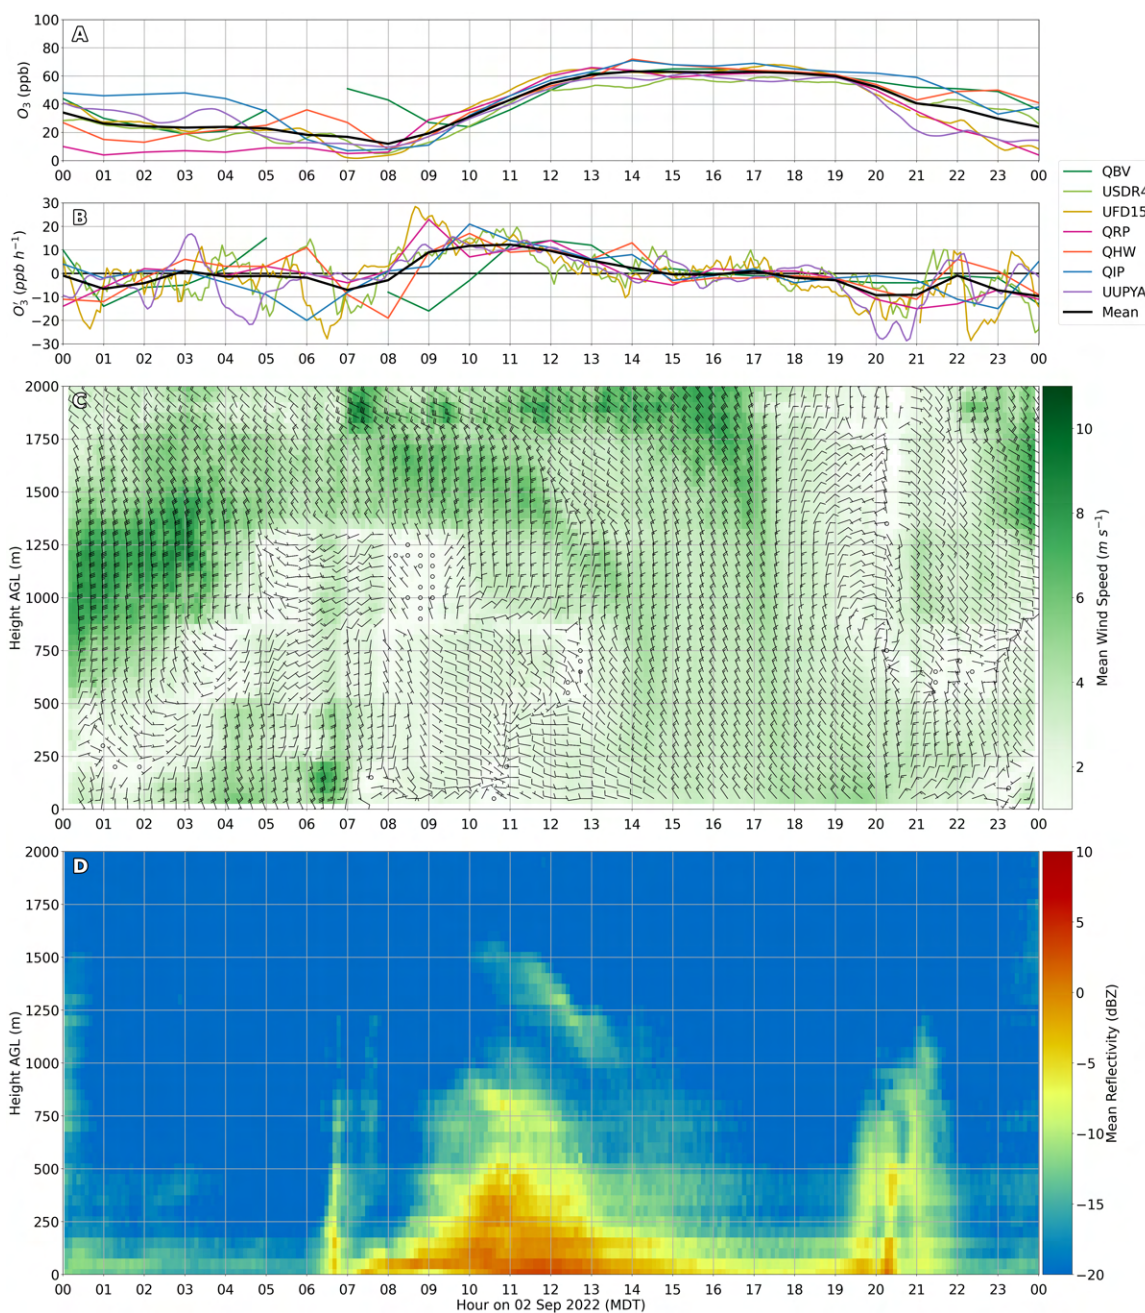 A
O3 (ppb)
100
80
60
40
20
0
00 01 02 03 04 05 06 07 08 09 10 11 12 13 14 15 16 17 18 19 20 21 22 23 00
B
O3′ (ppb h−1)
30
20
10
0
−10
−20
−30
00 01 02 03 04 05 06 07 08 09 10 11 12 13 14 15 16 17 18 19 20 21 22 23 00
QBV
USDR4
UFD15
QRP
QHW
QIP
UUPYA
Mean
C
Height AGL (m)
2000
1750
1500
1250
1000
750
500
250
0
00 01 02 03 04 05 06 07 08 09 10 11 12 13 14 15 16 17 18 19 20 21 22 23 00
10
8
6
4
2
Mean Wind Speed (m s−1)
D
Height AGL (m)
2000
1750
1500
1250
1000
750
500
250
0
00 01 02 03 04 05 06 07 08 09 10 11 12 13 14 15 16 17 18 19 20 21 22 23 00
Hour on 02 Sep 2022 (MDT)
10
5
0
−5
−10
−15
−20
Mean Reflectivity (dBZ)